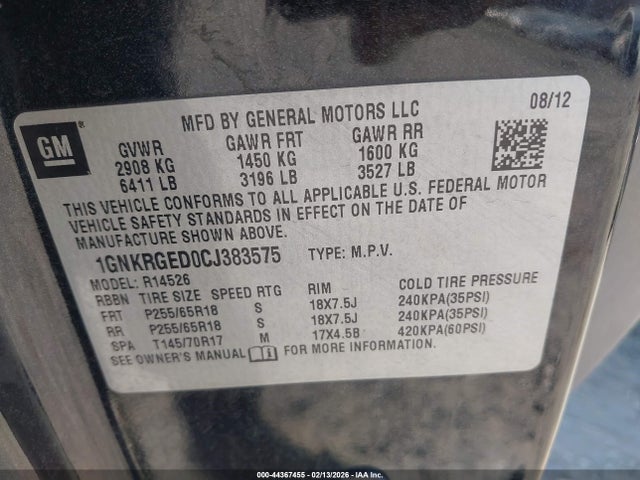 MFD BY GENERAL MOTORS LLC
08/12
GM®
GVWR GAWR FRT GAWR RR
2908 KG 1450 KG 1600 KG
6411 LB 3196 LB 3527 LB
THIS VEHICLE CONFORMS TO ALL APPLICABLE U.S. FEDERAL MOTOR
VEHICLE SAFETY STANDARDS IN EFFECT ON THE DATE OF
MANUFACTURE SHOWN ABOVE.
1GNKRGED0CJ383575 TYPE: M.P.V.
MODEL: R14526
RBBN TIRE SIZE SPEED RTG RIM COLD TIRE PRESSURE
FRT P255/65R18 S 18X7.5J 240KPA(35PSI)
RR P255/65R18 S 18X7.5J 240KPA(35PSI)
SPA T145/70R17 M 17X4.5B 420KPA(60PSI)
SEE OWNER'S MANUAL FOR MORE INFORMATION.
000-44367455 - 02/13/2026 - IAAI.CA